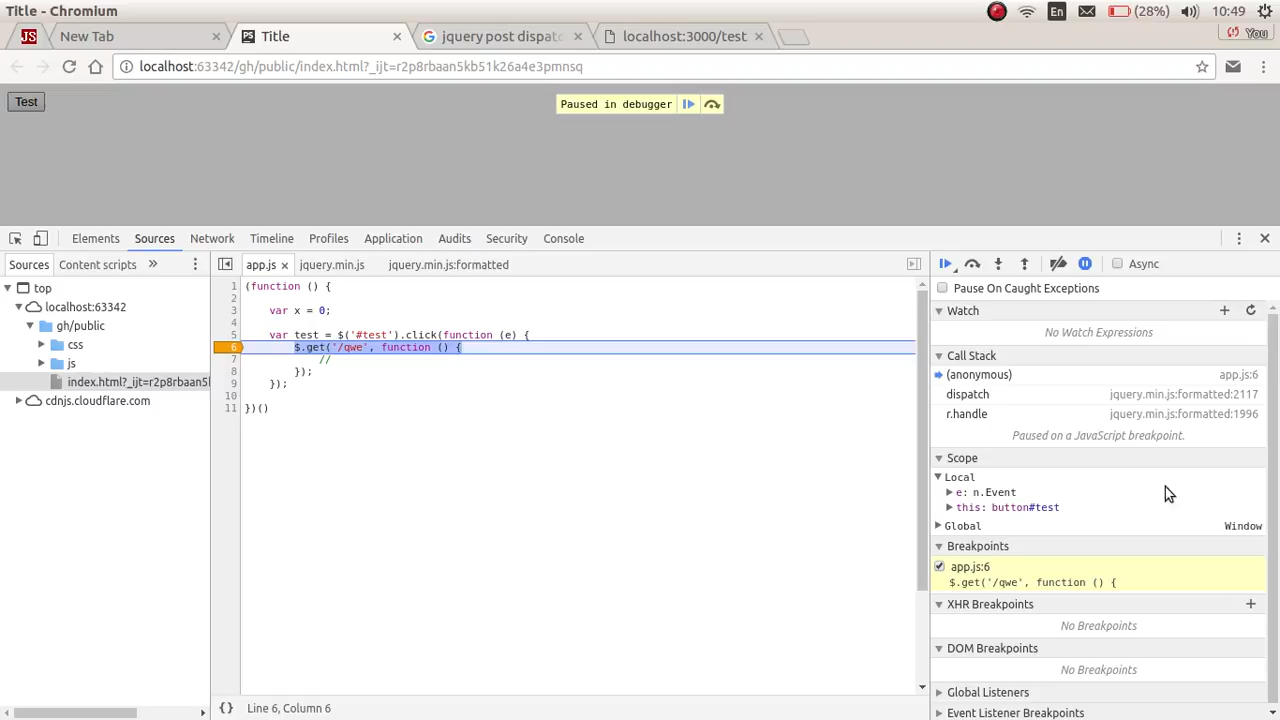 Title - Chromium
En
(28%)
10:49
JS
New Tab
PS
Title
jquery post dispatc
localhost:3000/test
You
localhost:63342/gh/public/index.html?_ijt=r2p8rbaan5kb51k26a4e3pmnsq
Test
Paused in debugger
Elements
Sources
Network
Timeline
Profiles
Application
Audits
Security
Console
Sources
Content scripts
»
app.js
jquery.min.js
jquery.min.js:formatted
Async
top
localhost:63342
gh/public
css
js
index.html?_ijt=r2p8rbaan5l
cdnjs.cloudflare.com
1 (function () {
2
3 var x = 0;
4
5 var test = $('#test').click(function (e) {
6 $.get('/qwe', function () {
7 //
8 });
9 });
10
11 })()
{ } Line 6, Column 6
Pause On Caught Exceptions
Watch
No Watch Expressions
Call Stack
(anonymous) app.js:6
dispatch jquery.min.js:formatted:2117
r.handle jquery.min.js:formatted:1996
Paused on a JavaScript breakpoint.
Scope
Local
e: n.Event
this: button#test
Global Window
Breakpoints
app.js:6
$.get('/qwe', function () {
XHR Breakpoints
No Breakpoints
DOM Breakpoints
No Breakpoints
Global Listeners
Event Listener Breakpoints